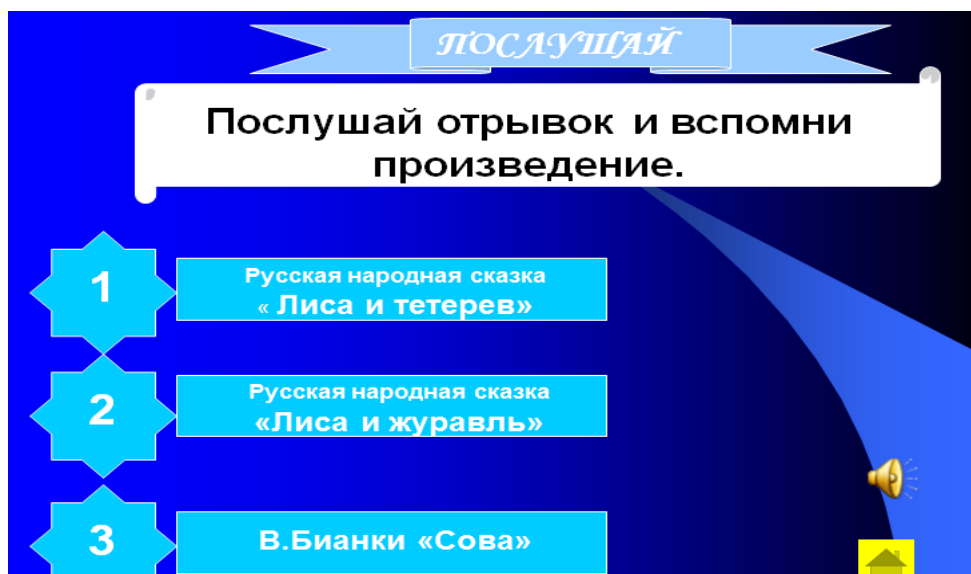 ПОСЛУШАЙ
Послушай отрывок и вспомни
произведение.
1
Русская народная сказка
« Лиса и тетерев»
2
Русская народная сказка
«Лиса и журавль»
3
В.Бианки «Сова»